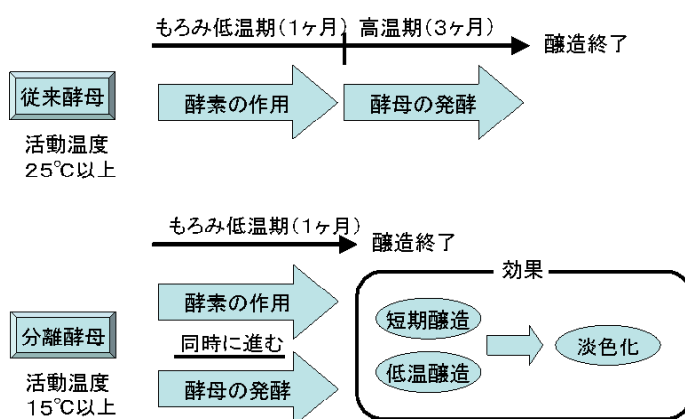 もろみ低温期(1ヶ月)
高温期(3ヶ月)
醸造終了
従来酵母
酵素の作用
酵母の発酵
活動温度
25℃以上
もろみ低温期(1ヶ月)
醸造終了
効果
酵素の作用
短期醸造
分離酵母
同時に進む
淡色化
低温醸造
活動温度
15℃以上
酵母の発酵